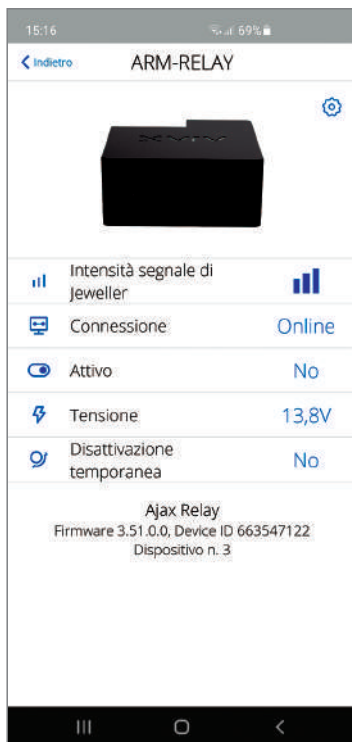 15:16 69%
Indietro ARM-RELAY
AJAX
Intensità segnale di
Jeweller
Connessione Online
Attivo No
Tensione 13,8V
Disattivazione
temporanea No
Ajax Relay
Firmware 3.51.0.0, Device ID 663547122
Dispositivo n. 3